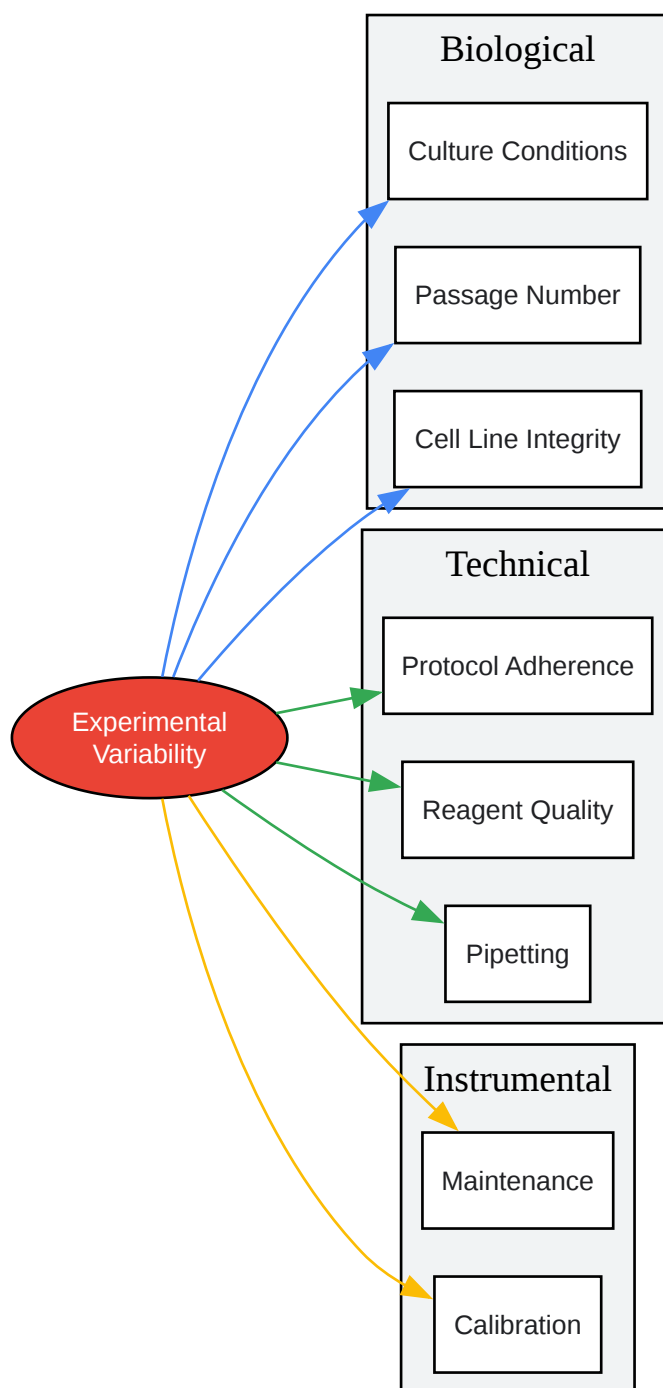 Biological
Culture Conditions
Passage Number
Cell Line Integrity
Technical
Protocol Adherence
Experimental
Variability
Reagent Quality
Pipetting
Instrumental
Maintenance
Calibration